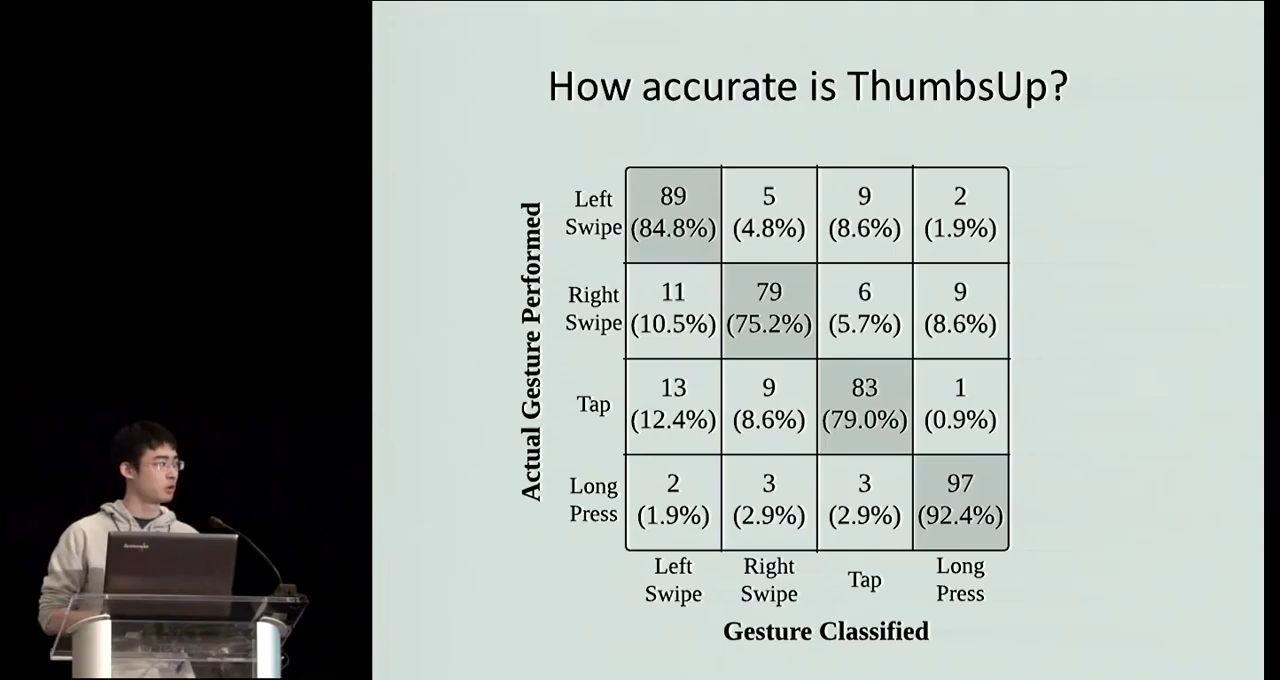 How accurate is ThumbsUp?
Actual Gesture Performed
Left
Swipe
89
(84.8%)
5
(4.8%)
9
(8.6%)
2
(1.9%)
Right
Swipe
11
(10.5%)
79
(75.2%)
6
(5.7%)
9
(8.6%)
Tap
13
(12.4%)
9
(8.6%)
83
(79.0%)
1
(0.9%)
Long
Press
2
(1.9%)
3
(2.9%)
3
(2.9%)
97
(92.4%)
Left
Swipe
Right
Swipe
Tap
Long
Press
Gesture Classified